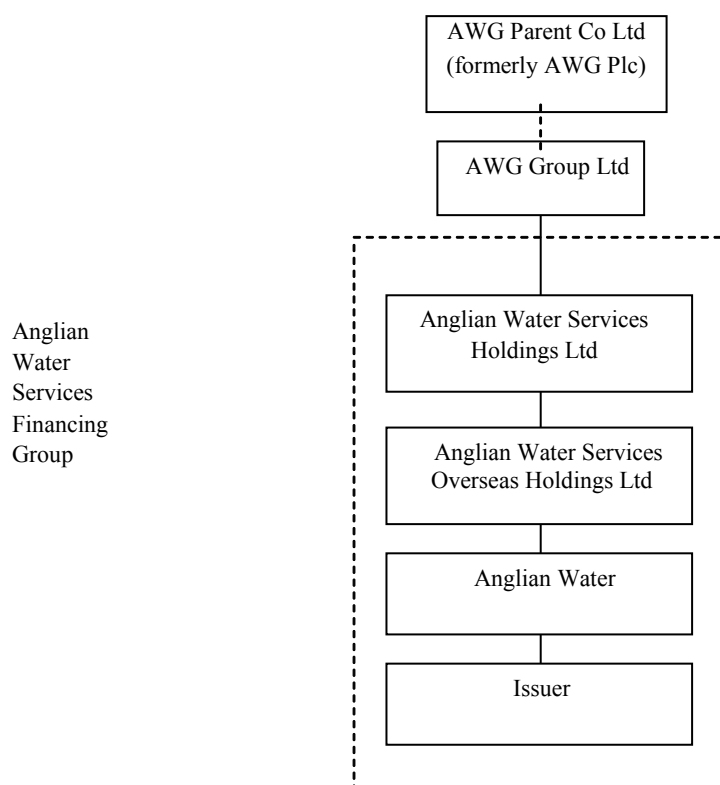 AWG Parent Co Ltd
(formerly AWG Plc)
AWG Group Ltd
Anglian Water Services
Holdings Ltd
Anglian
Water
Services
Financing
Group
Anglian Water Services
Overseas Holdings Ltd
Anglian Water
Issuer